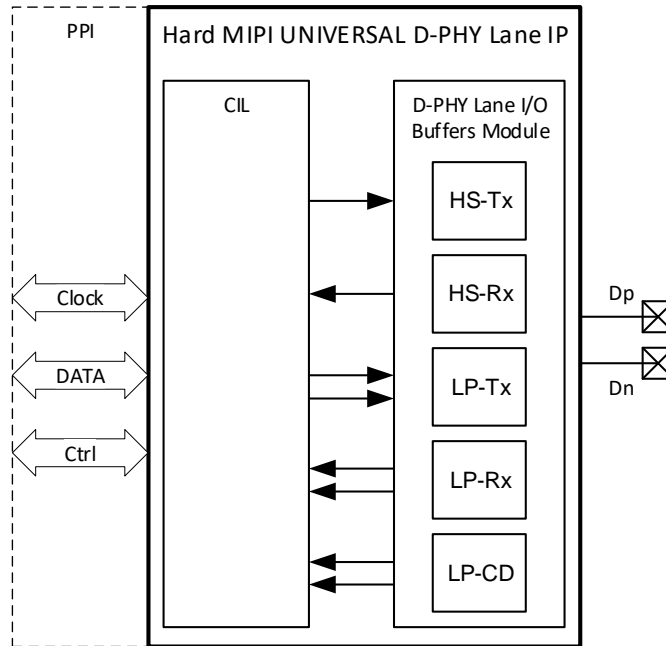 PPI
Hard MIPI UNIVERSAL D-PHY Lane IP
CIL
D-PHY Lane I/O
Buffers Module
HS-Tx
HS-Rx
Clock
Dp
DATA
LP-Tx
Dn
Ctrl
LP-Rx
LP-CD